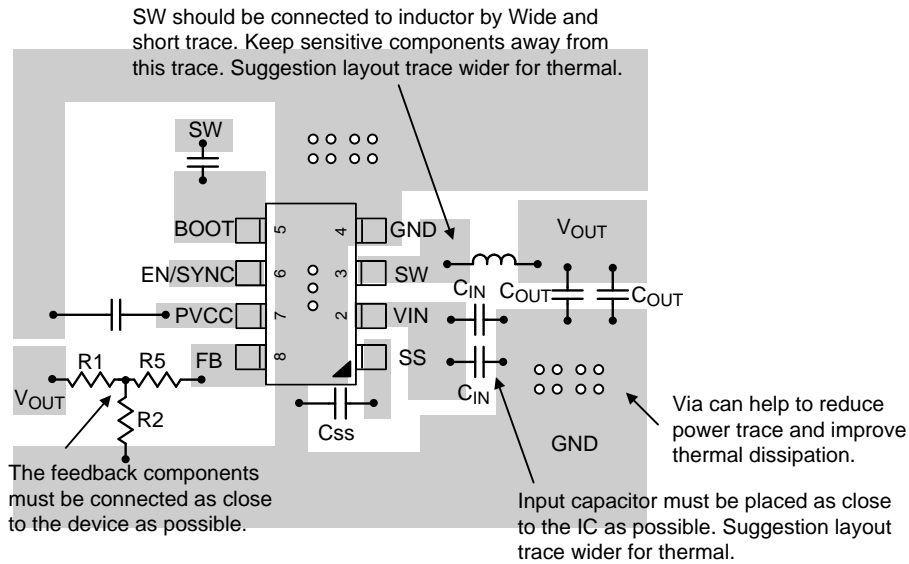 SW should be connected to inductor by Wide and
short trace. Keep sensitive components away from
this trace. Suggestion layout trace wider for thermal.
SW
BOOT
5
4
GND
VOUT
EN/SYNC
6
3
SW
CIN
COUT
COUT
PVCC
7
2
VIN
R1
R5
FB
8
SS
VOUT
CIN
R2
Css
Via can help to reduce
power trace and improve
thermal dissipation.
GND
The feedback components
must be connected as close
to the device as possible.
Input capacitor must be placed as close
to the IC as possible. Suggestion layout
trace wider for thermal.